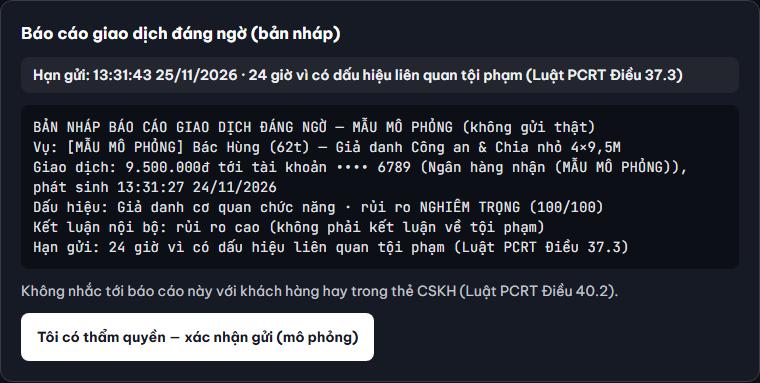 Báo cáo giao dịch đáng ngờ (bản nháp)
Hạn gửi: 13:31:43 25/11/2026 · 24 giờ vì có dấu hiệu liên quan tội phạm (Luật PCRT Điều 37.3)
BẢN NHÁP BÁO CÁO GIAO DỊCH ĐÁNG NGỜ — MẪU MÔ PHỎNG (không gửi thật)
Vụ: [MẪU MÔ PHỎNG] Bác Hùng (62t) — Giả danh Công an & Chia nhỏ 4×9,5M
Giao dịch: 9.500.000đ tới tài khoản •••• 6789 (Ngân hàng nhận (MẪU MÔ PHỎNG)),
phát sinh 13:31:27 24/11/2026
Dấu hiệu: Giả danh cơ quan chức năng · rủi ro NGHIÊM TRỌNG (100/100)
Kết luận nội bộ: rủi ro cao (không phải kết luận về tội phạm)
Hạn gửi: 24 giờ vì có dấu hiệu liên quan tội phạm (Luật PCRT Điều 37.3)
Không nhắc tới báo cáo này với khách hàng hay trong thẻ CSKH (Luật PCRT Điều 40.2).
Tôi có thẩm quyền — xác nhận gửi (mô phỏng)